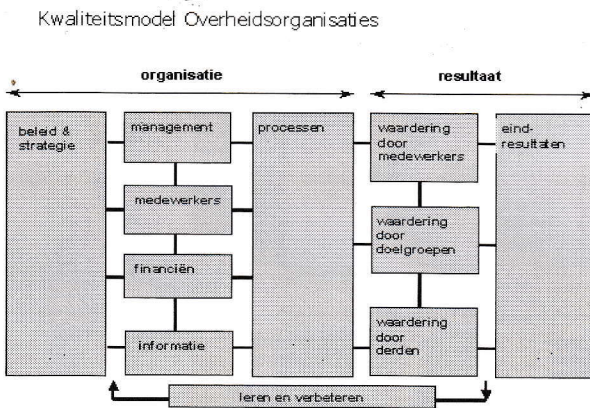 Kwaliteitsmodel Overheidsorganisaties
organisatie
resultaat
beleid &
strategie
management
medewerkers
financiën
informatie
processen
waardering
door
medewerkers
waardering
door
doelgroepen
waardering
door
derden
eind-
resultaten
leren en verbeteren